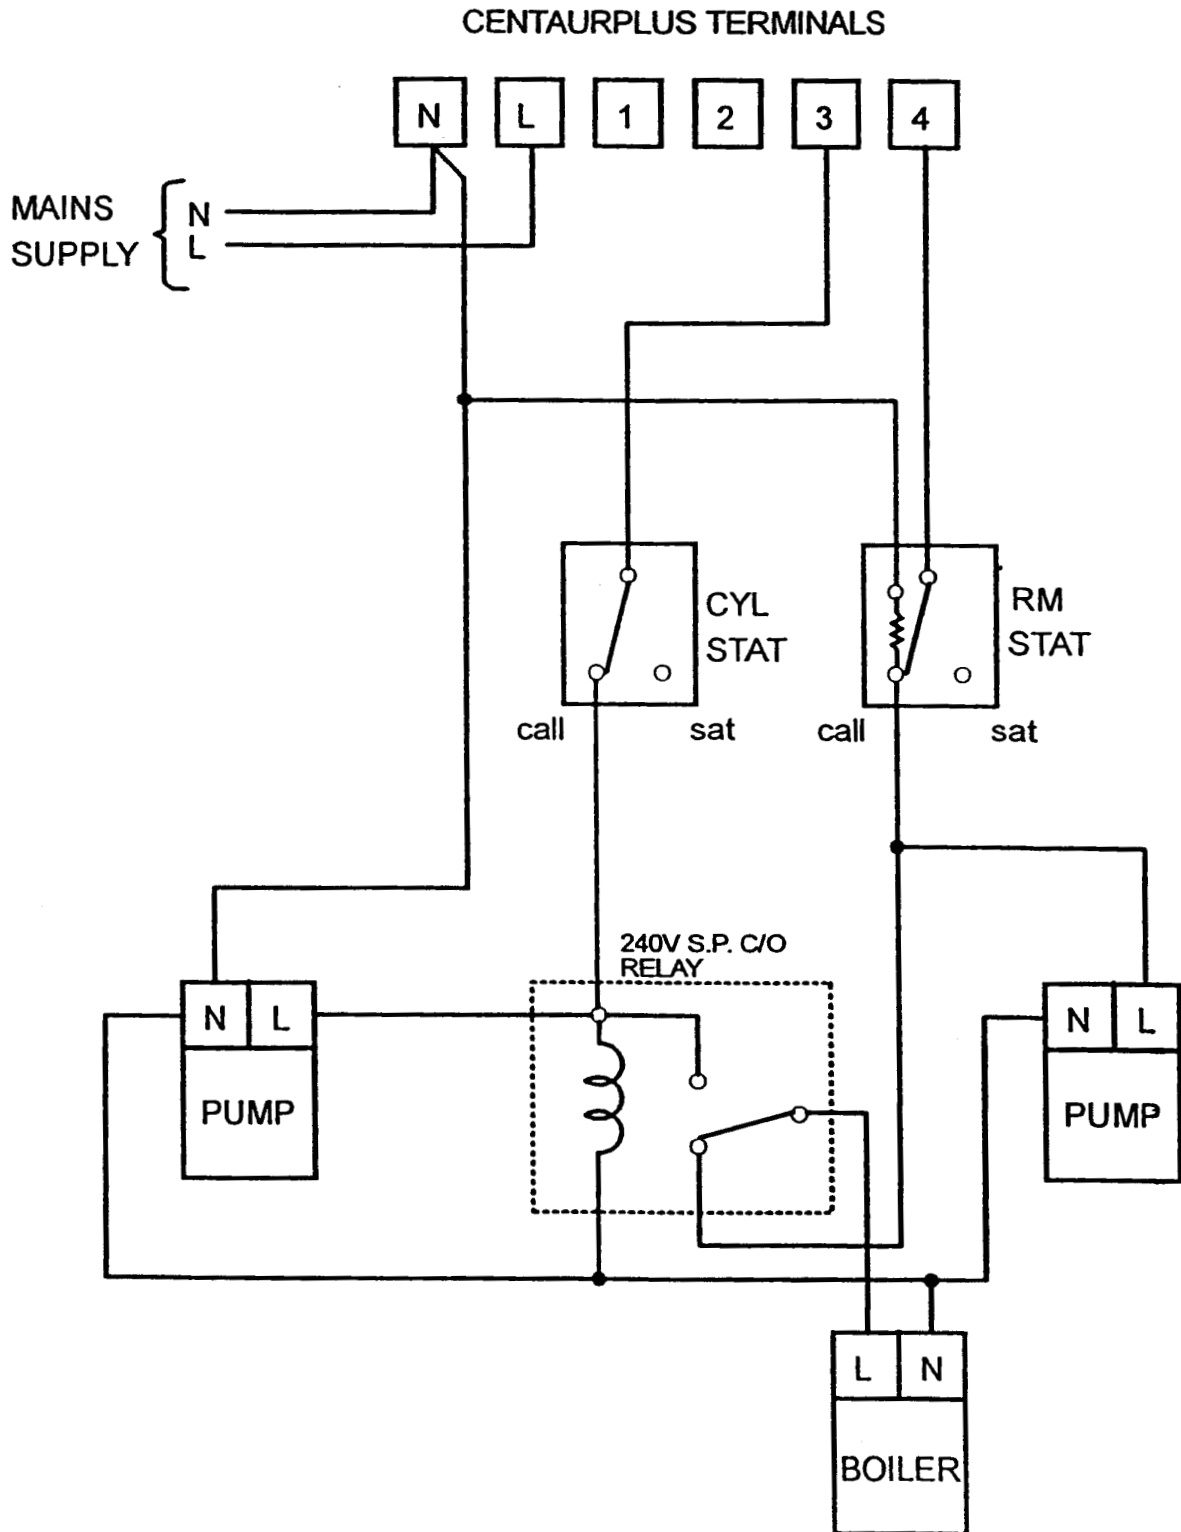 CENTAURPLUS TERMINALS
N L 1 2 3 4
MAINS
SUPPLY
N
L
CYL
STAT
RM
STAT
call sat call sat
240V S.P. C/O
RELAY
N L
PUMP
N L
PUMP
L N
BOILER